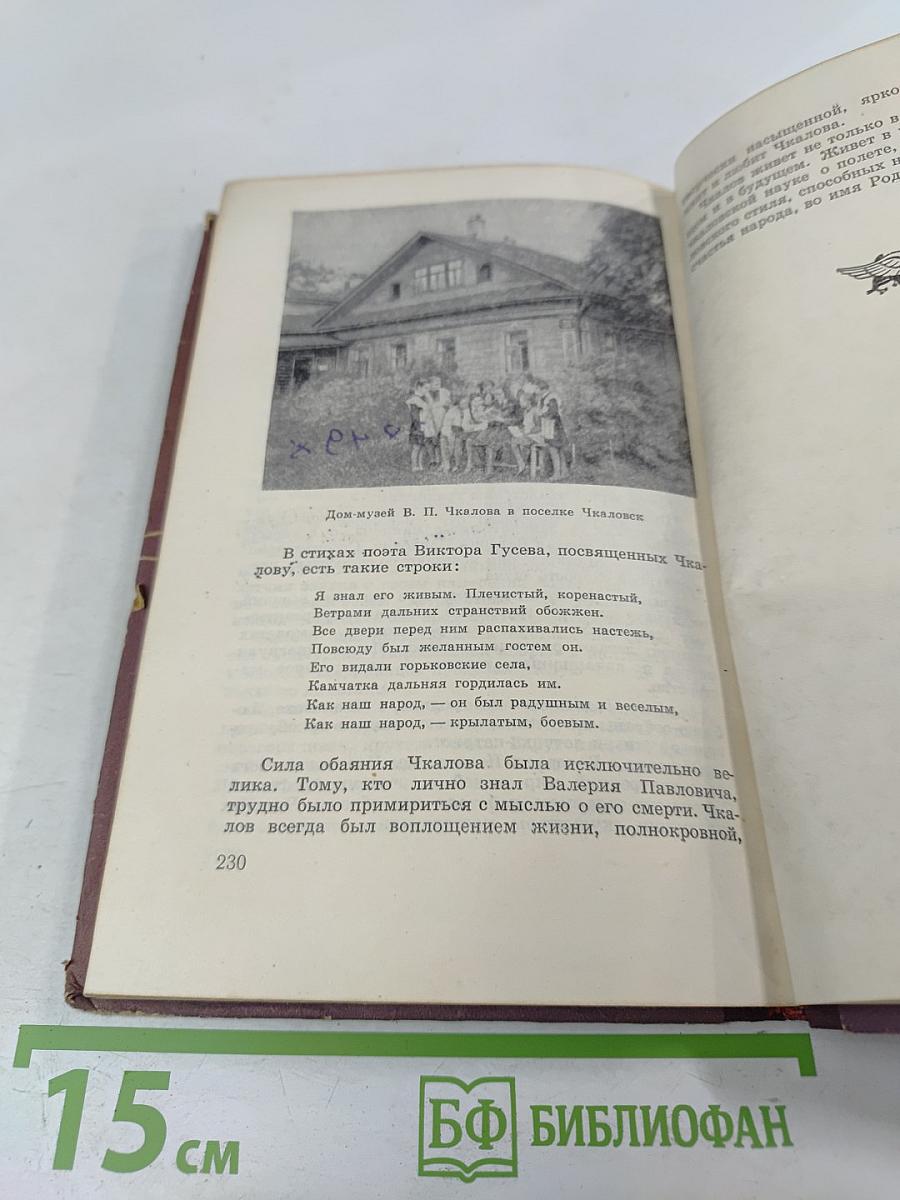 Дом-музей В. П. Чкалова в поселке Чкаловск
В стихах поэта Виктора Гусева, посвященных Чка-
лову, есть такие строки:
Я знал его живым. Плечистый, коренастый,
Ветрами дальних странствий обожжен.
Все двери перед ним распахивались настежь,
Повсюду был желанным гостем он.
Его видали горьковские села,
Камчатка дальняя гордилась им.
Как наш народ, — он был радушным и веселым,
Как наш народ, — крылатым, боевым.
Сила обаяния Чкалова была исключительно ве-
лика. Тому, кто лично знал Валерия Павловича,
трудно было примириться с мыслью о его смерти. Чка-
лов всегда был воплощением жизни, полнокровной,
230
насыщенной, ярко
и любит Чкалова.
Чкалов живет не только в
и в будущем. Живет в
чкаловской науке о полете,
стиля, способных н
счастья народа, во имя Род
15 см
БФ БИБЛИОФАН